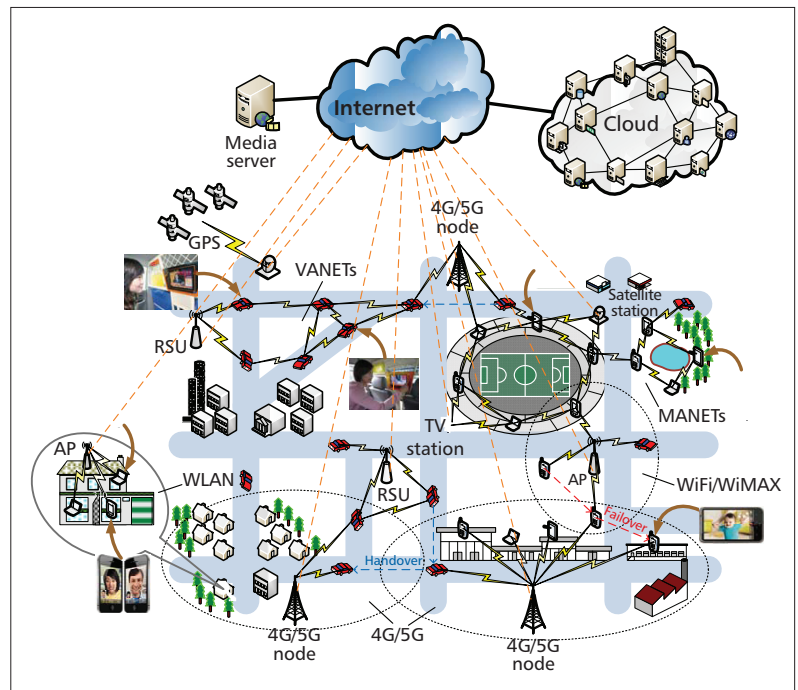 Internet
Cloud
Media
server
4G/5G
node
GPS
VANETs
Satellite
station
RSU
MANETs
TV
station
AP
WLAN
RSU
AP
WiFi/WiMAX
Failover
Handover
4G/5G
node
4G/5G
4G/5G
node